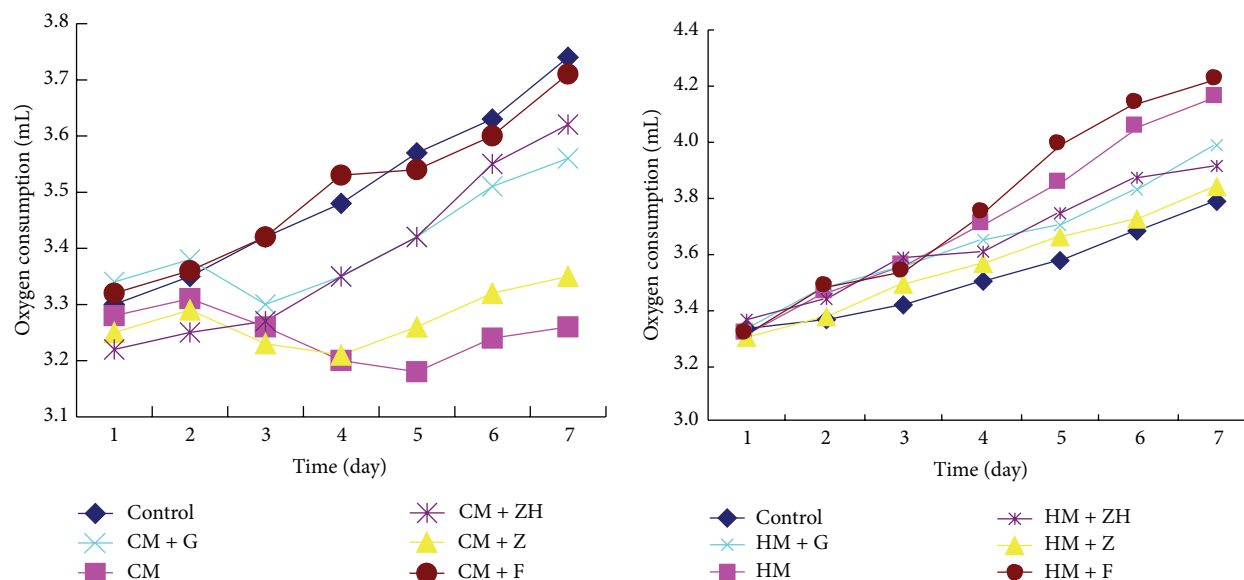 3.8
3.7
3.6
3.5
3.4
3.3
3.2
3.1
Oxygen consumption (mL)
1 2 3 4 5 6 7
Time (day)
Control
CM + G
CM
CM + ZH
CM + Z
CM + F
4.4
4.2
4.0
3.8
3.6
3.4
3.2
3.0
Oxygen consumption (mL)
1 2 3 4 5 6 7
Time (day)
Control
HM + G
HM
HM + ZH
HM + Z
HM + F